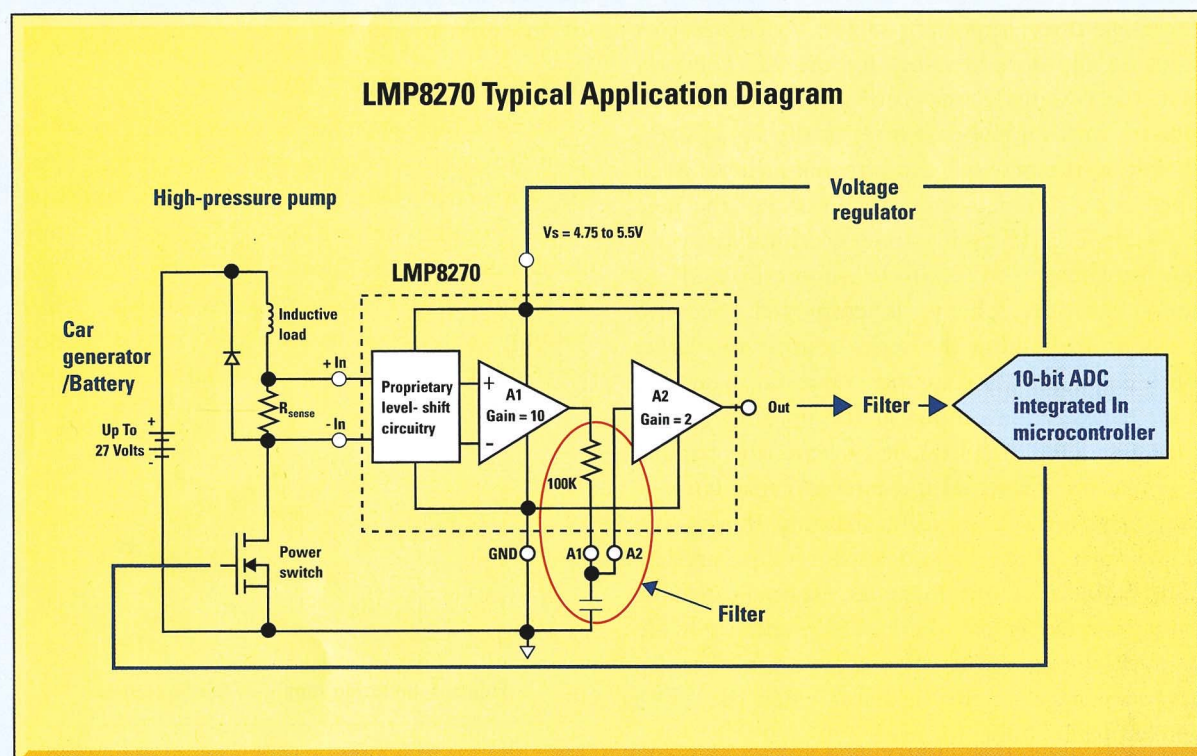 LMP8270 Typical Application Diagram
High-pressure pump
Voltage
regulator
Vs = 4.75 to 5.5V
LMP8270
Car
generator
/Battery
Inductive
load
+ In
Rsense
- In
+
Up To
27 Volts
-
Proprietary
level- shift
circuitry
+
A1
Gain = 10
-
A2
Gain = 2
Out
Filter
10-bit ADC
integrated In
microcontroller
100K
Power
switch
GND
A1
A2
Filter